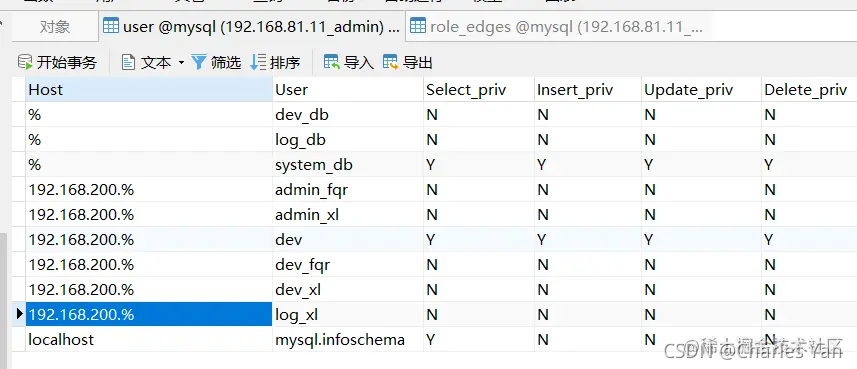 对象 user @mysql (192.168.81.11_admin) ... role_edges @mysql (192.168.81.11_...
开始事务 文本 筛选 排序 导入 导出
Host User Select_priv Insert_priv Update_priv Delete_priv
% dev_db N N N N
% log_db N N N N
% system_db Y Y Y Y
192.168.200.% admin_fqr N N N N
192.168.200.% admin_xl N N N N
192.168.200.% dev Y Y Y Y
192.168.200.% dev_fqr N N N N
192.168.200.% dev_xl N N N N
192.168.200.% log_xl N N N N
localhost mysql.infoschema Y N N N
@稀土掘金技术社区
CSDN @Charles Yan